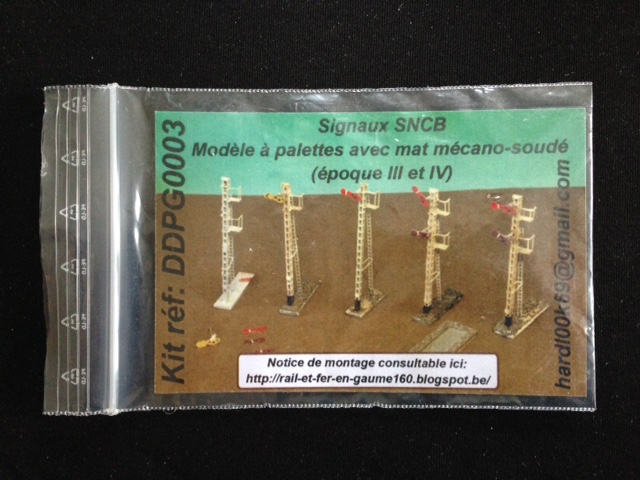 Signaux SNCB
Modèle à palettes avec mat mécano-soudé
(époque III et IV)
Kit réf: DDPG0003
hardl00k69@gmail.com
Notice de montage consultable ici:
http://rail-et-fer-en-gaume160.blogspot.be/